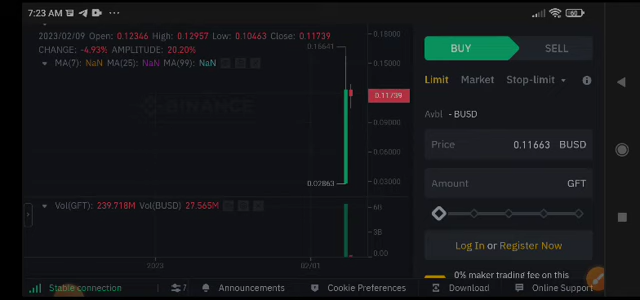 7:23 AM
2023/02/09 Open: 0.12346 High: 0.12957 Low: 0.10463 Close: 0.11739
CHANGE: -4.93% AMPLITUDE: 20.20%
MA(7): NaN MA(25): NaN MA(99): NaN
0.16641
BINANCE
0.18000
0.15000
0.11739
0.09000
0.06000
0.03000
0.02863
Vol(GFT): 239.718M Vol(BUSD) 27.565M
6B
3B
0.00
2023
02/01
BUY
SELL
Limit Market Stop-limit
Avbl - BUSD
Price 0.11663 BUSD
Amount GFT
Log In or Register Now
0% maker trading fee on this
Stable connection
Announcements
Cookie Preferences
Download
Online Support